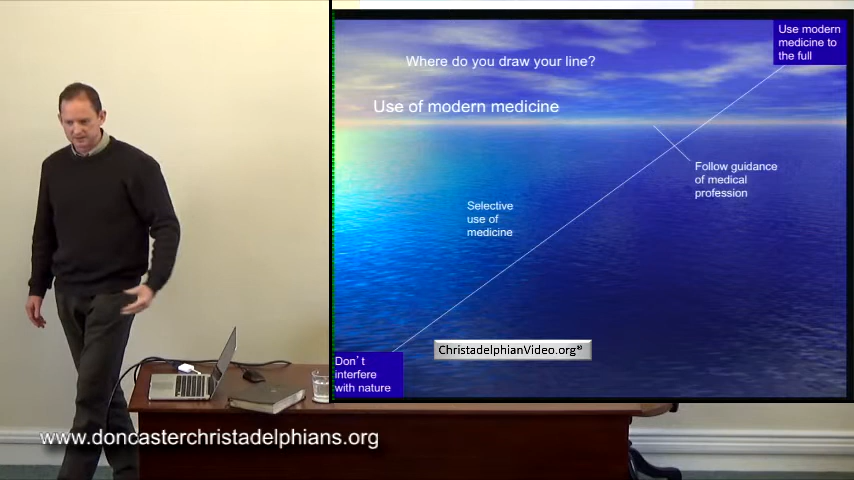 Use modern
medicine to
the full
Where do you draw your line?
Use of modern medicine
Follow guidance
of medical
profession
Selective
use of
medicine
ChristadelphianVideo.org®
Don't
interfere
with nature
www.doncasterchristadelphians.org